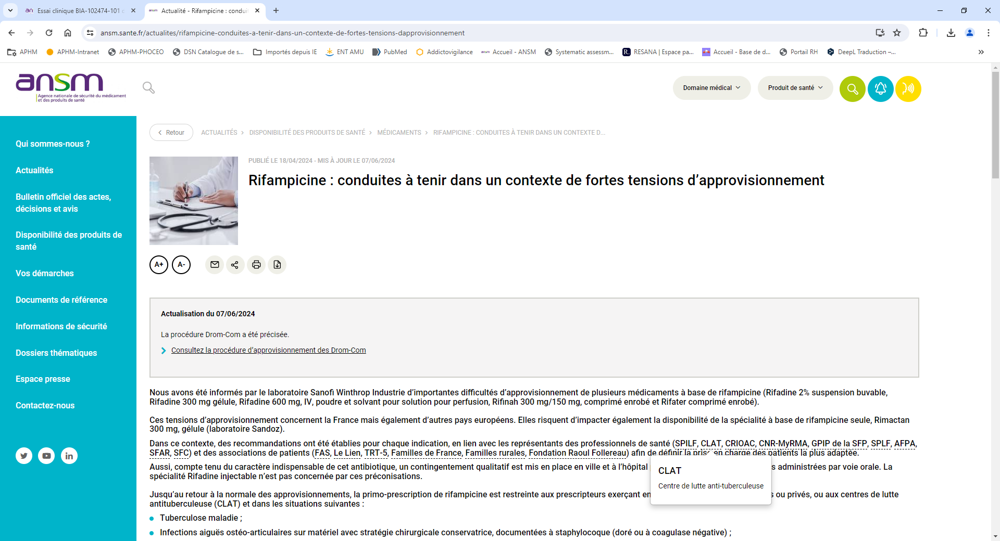 Essai clinique BIA-102474-101
Actualité - Rifampicine : conduit
ansm.sante.fr/actualites/rifampicine-conduites-a-tenir-dans-un-contexte-de-fortes-tensions-dapprovisionnement
APHM
APHM-Intranet
APHM-PHOCEO
DSN Catalogue de s...
Importés depuis IE
ENT AMU
PubMed
Addictovigilance
ansm Accueil - ANSM
Systematic assessm...
R. RESANA | Espace pa...
Accueil - Base de d...
Portail RH
DeepL Traduction –...
ansm
Agence nationale de sécurité du médicament
et des produits de santé
Domaine médical
Produit de santé
Qui sommes-nous ?
Actualités
Bulletin officiel des actes,
décisions et avis
Disponibilité des produits de
santé
Vos démarches
Documents de référence
Informations de sécurité
Dossiers thématiques
Espace presse
Contactez-nous
Retour
ACTUALITÉS > DISPONIBILITÉ DES PRODUITS DE SANTÉ > MÉDICAMENTS > RIFAMPICINE : CONDUITES À TENIR DANS UN CONTEXTE D...
PUBLIÉ LE 18/04/2024 - MIS À JOUR LE 07/06/2024
Rifampicine : conduites à tenir dans un contexte de fortes tensions d’approvisionnement
A+ A-
Actualisation du 07/06/2024
La procédure Drom-Com a été précisée.
Consultez la procédure d’approvisionnement des Drom-Com
Nous avons été informés par le laboratoire Sanofi Winthrop Industrie d’importantes difficultés d’approvisionnement de plusieurs médicaments à base de rifampicine (Rifadine 2% suspension buvable,
Rifadine 300 mg gélule, Rifadine 600 mg, IV, poudre et solvant pour solution pour perfusion, Rifinah 300 mg/150 mg, comprimé enrobé et Rifater comprimé enrobé).
Ces tensions d’approvisionnement concernent la France mais également d’autres pays européens. Elles risquent d’impacter également la disponibilité de la spécialité à base de rifampicine seule, Rimactan
300 mg, gélule (laboratoire Sandoz).
Dans ce contexte, des recommandations ont été établies pour chaque indication, en lien avec les représentants des professionnels de santé (SPILF, CLAT, CRIOAC, CNR-MyRMA, GPIP de la SFP, SPLF, AFPA,
SFAR, SFC) et des associations de patients (FAS, Le Lien, TRT-5, Familles de France, Familles rurales, Fondation Raoul Follereau) afin de définir la prise en charge des patients la plus adaptée.
Aussi, compte tenu du caractère indispensable de cet antibiotique, un contingentement qualitatif est mis en place en ville et à l’hôpital administrées par voie orale. La
spécialité Rifadine injectable n’est pas concernée par ces préconisations.
Jusqu’au retour à la normale des approvisionnements, la primo-prescription de rifampicine est restreinte aux prescripteurs exerçant en ou privés, ou aux centres de lutte
antituberculeuse (CLAT) et dans les situations suivantes :
CLAT
Centre de lutte anti-tuberculeuse
Tuberculose maladie ;
Infections aiguës ostéo-articulaires sur matériel avec stratégie chirurgicale conservatrice, documentées à staphylocoque (doré ou à coagulase négative) ;